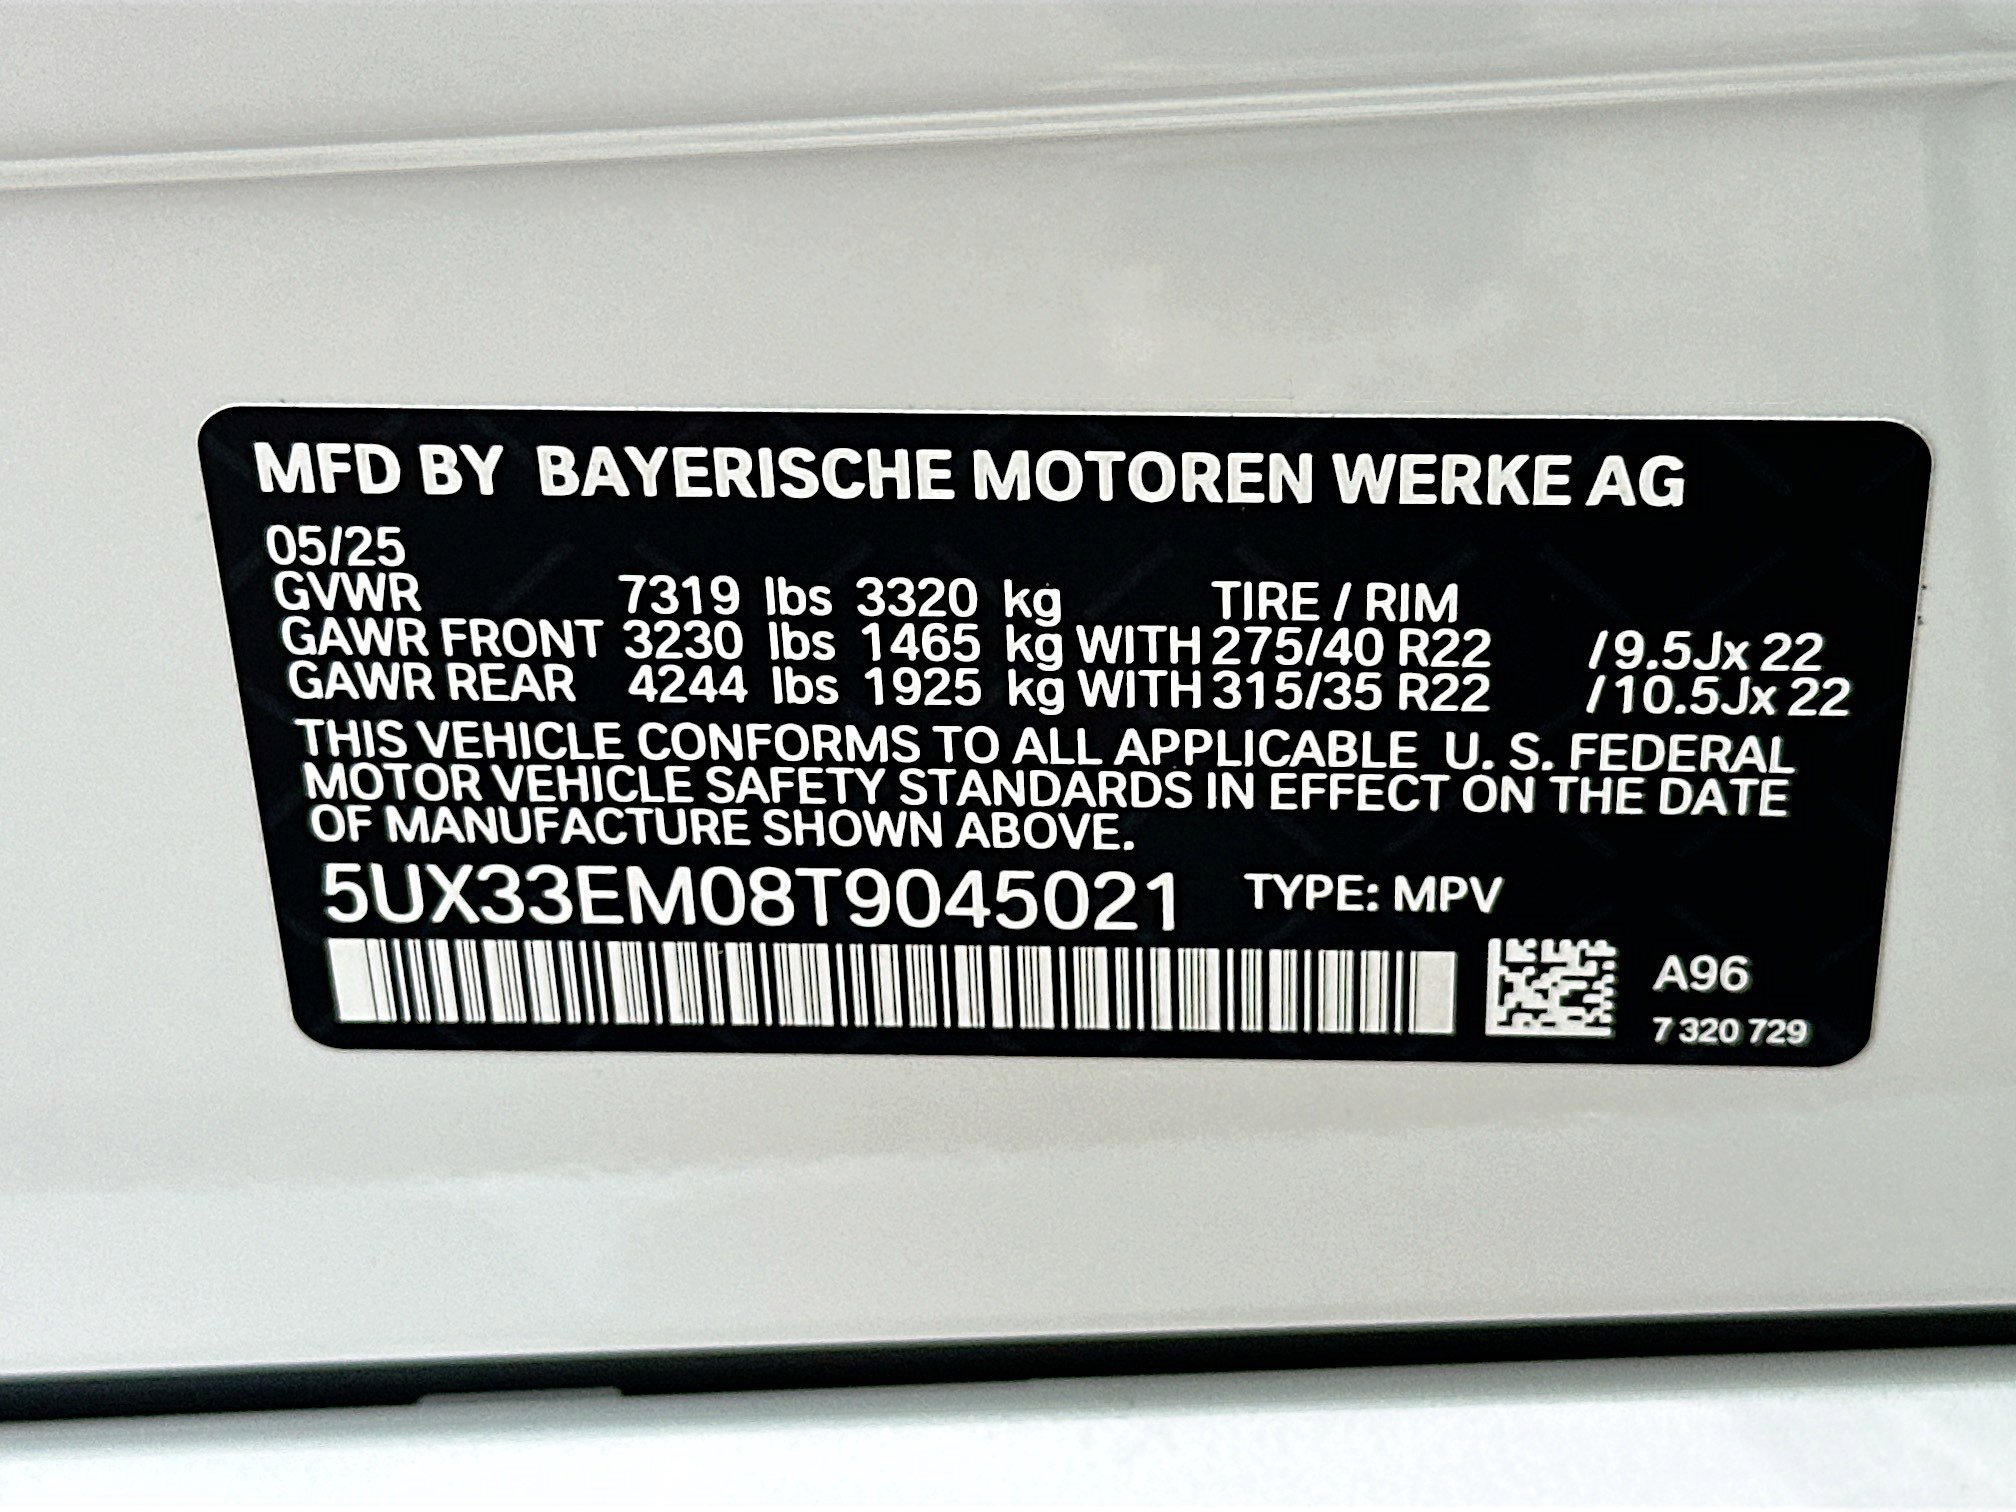 MFD BY BAYERISCHE MOTOREN WERKE AG
05/25
GVWR 7319 lbs 3320 kg TIRE / RIM
GAWR FRONT 3230 lbs 1465 kg WITH 275/40 R22 /9.5Jx 22
GAWR REAR 4244 lbs 1925 kg WITH 315/35 R22 /10.5Jx 22
THIS VEHICLE CONFORMS TO ALL APPLICABLE U. S. FEDERAL
MOTOR VEHICLE SAFETY STANDARDS IN EFFECT ON THE DATE
OF MANUFACTURE SHOWN ABOVE.
5UX33EM08T9045021 TYPE: MPV
A96
7 320 729